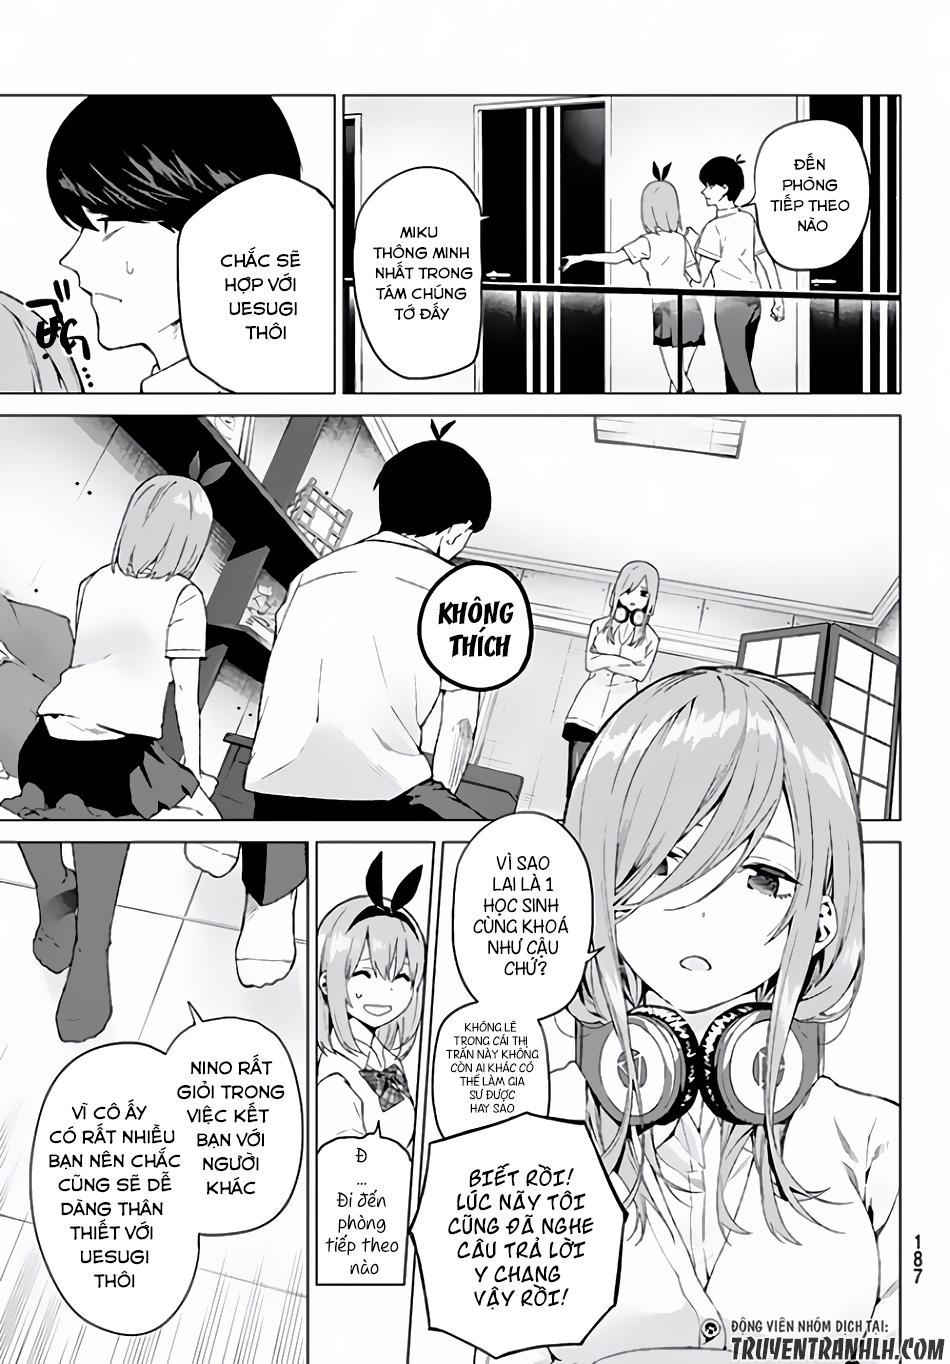 ĐẾN
PHÒNG
TIẾP THEO
NÀO
MIKU
THÔNG MINH
NHẤT TRONG
TÁM CHÚNG
TỚ ĐẤY
CHẮC SẼ
HỢP VỚI
UESUGI
THÔI
KHÔNG
THÍCH
VÌ SAO
LẠI LÀ 1
HỌC SINH
CÙNG KHOÁ
NHƯ CẬU
CHỨ?
KHÔNG LẼ
TRONG CÁI THỊ
TRẤN NÀY KHÔNG
CÒN AI KHÁC CÓ
THỂ LÀM GIA
SƯ ĐƯỢC
HAY SAO
BIẾT RỒI!
LÚC NÃY TÔI
CŨNG ĐÃ NGHE
CÂU TRẢ LỜI
Y CHANG
VẬY RỒI!
Đ
...
Đi đến
phòng
tiếp theo
nào
NINO RẤT
GIỎI TRONG
VIỆC KẾT
BẠN VỚI
NGƯỜI
KHÁC
VÌ CÔ ẤY
CÓ RẤT NHIỀU
BẠN NÊN CHẮC
CŨNG SẼ DỄ
DÀNG THÂN
THIẾT VỚI
UESUGI
THÔI
187
ĐỘNG VIÊN NHÓM DỊCH TẠI:
TRUYENTRANHLH.COM